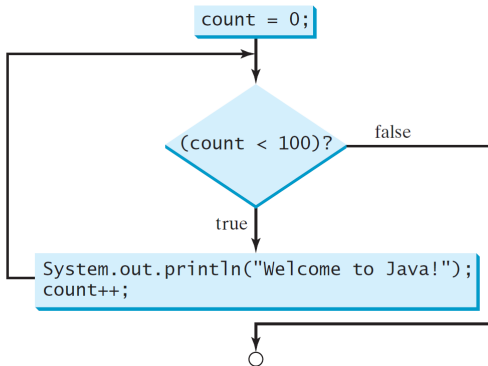 count = 0;
(count < 100)?
false
true
System.out.println("Welcome to Java!");
count++;